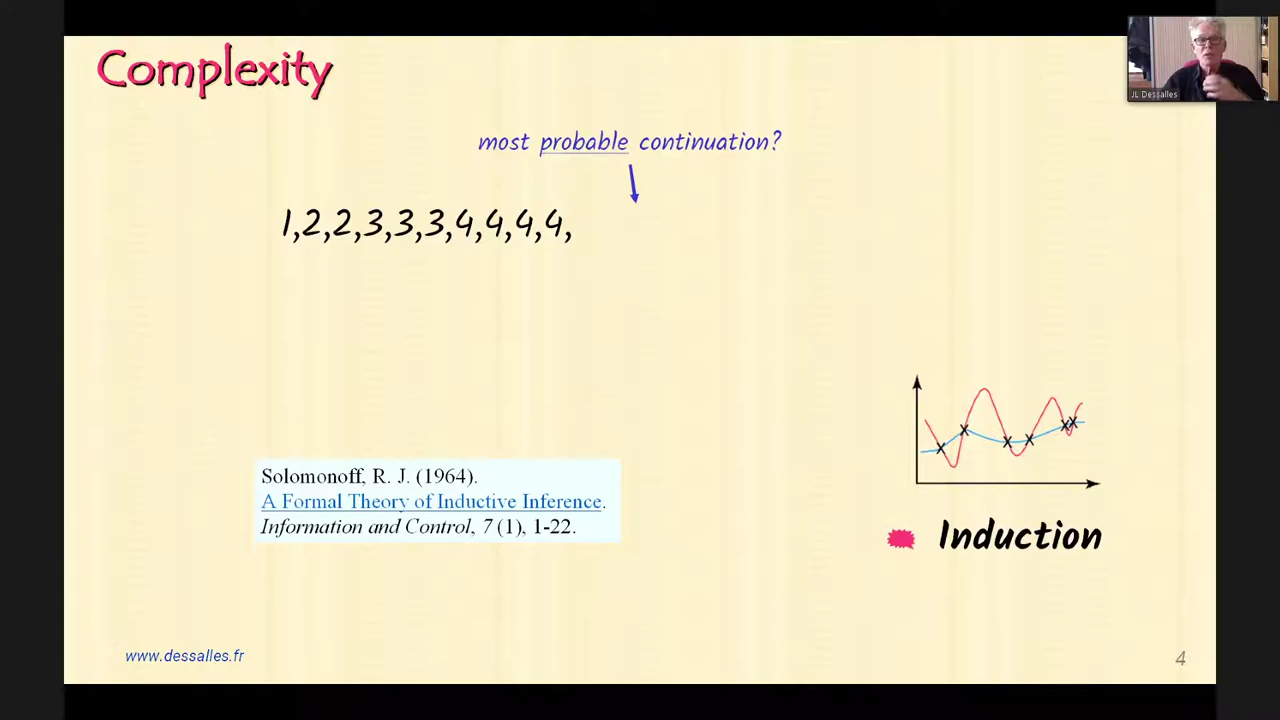 Complexity
JL Dessalles
most probable continuation?
1,2,2,3,3,3,4,4,4,4,
Solomonoff, R. J. (1964).
A Formal Theory of Inductive Inference.
Information and Control, 7 (1), 1-22.
Induction
www.dessalles.fr
4